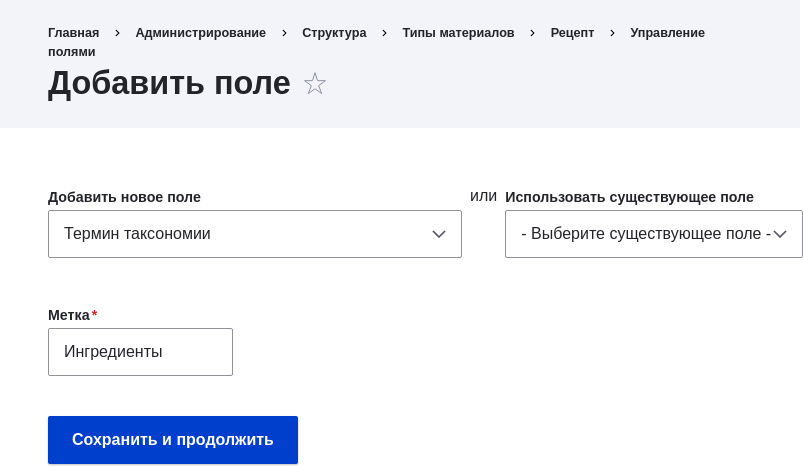 Главная › Администрирование › Структура › Типы материалов › Рецепт › Управление
полями
Добавить поле
Добавить новое поле или Использовать существующее поле
Термин таксономии - Выберите существующее поле -
Метка*
Ингредиенты
Сохранить и продолжить